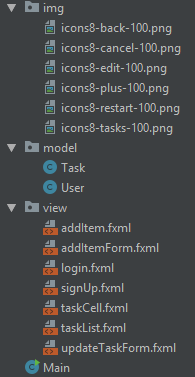 img
icons8-back-100.png
icons8-cancel-100.png
icons8-edit-100.png
icons8-plus-100.png
icons8-restart-100.png
icons8-tasks-100.png
model
Task
User
view
addItem.fxml
addItemForm.fxml
login.fxml
signUp.fxml
taskCell.fxml
taskList.fxml
updateTaskForm.fxml
Main